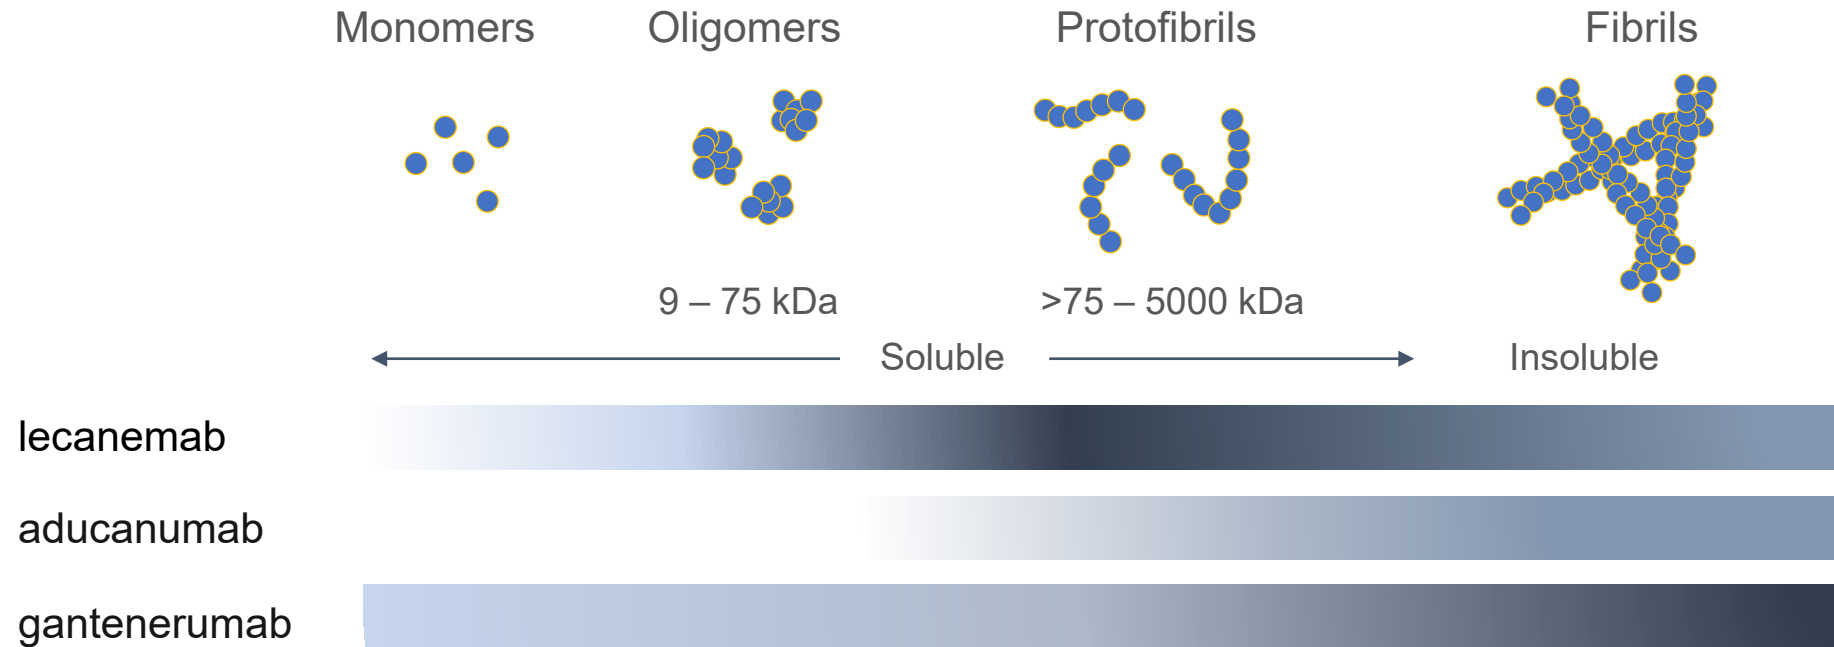 Monomers Oligomers Protofibrils Fibrils
9 – 75 kDa >75 – 5000 kDa
Soluble Insoluble
lecanemab
aducanumab
gantenerumab